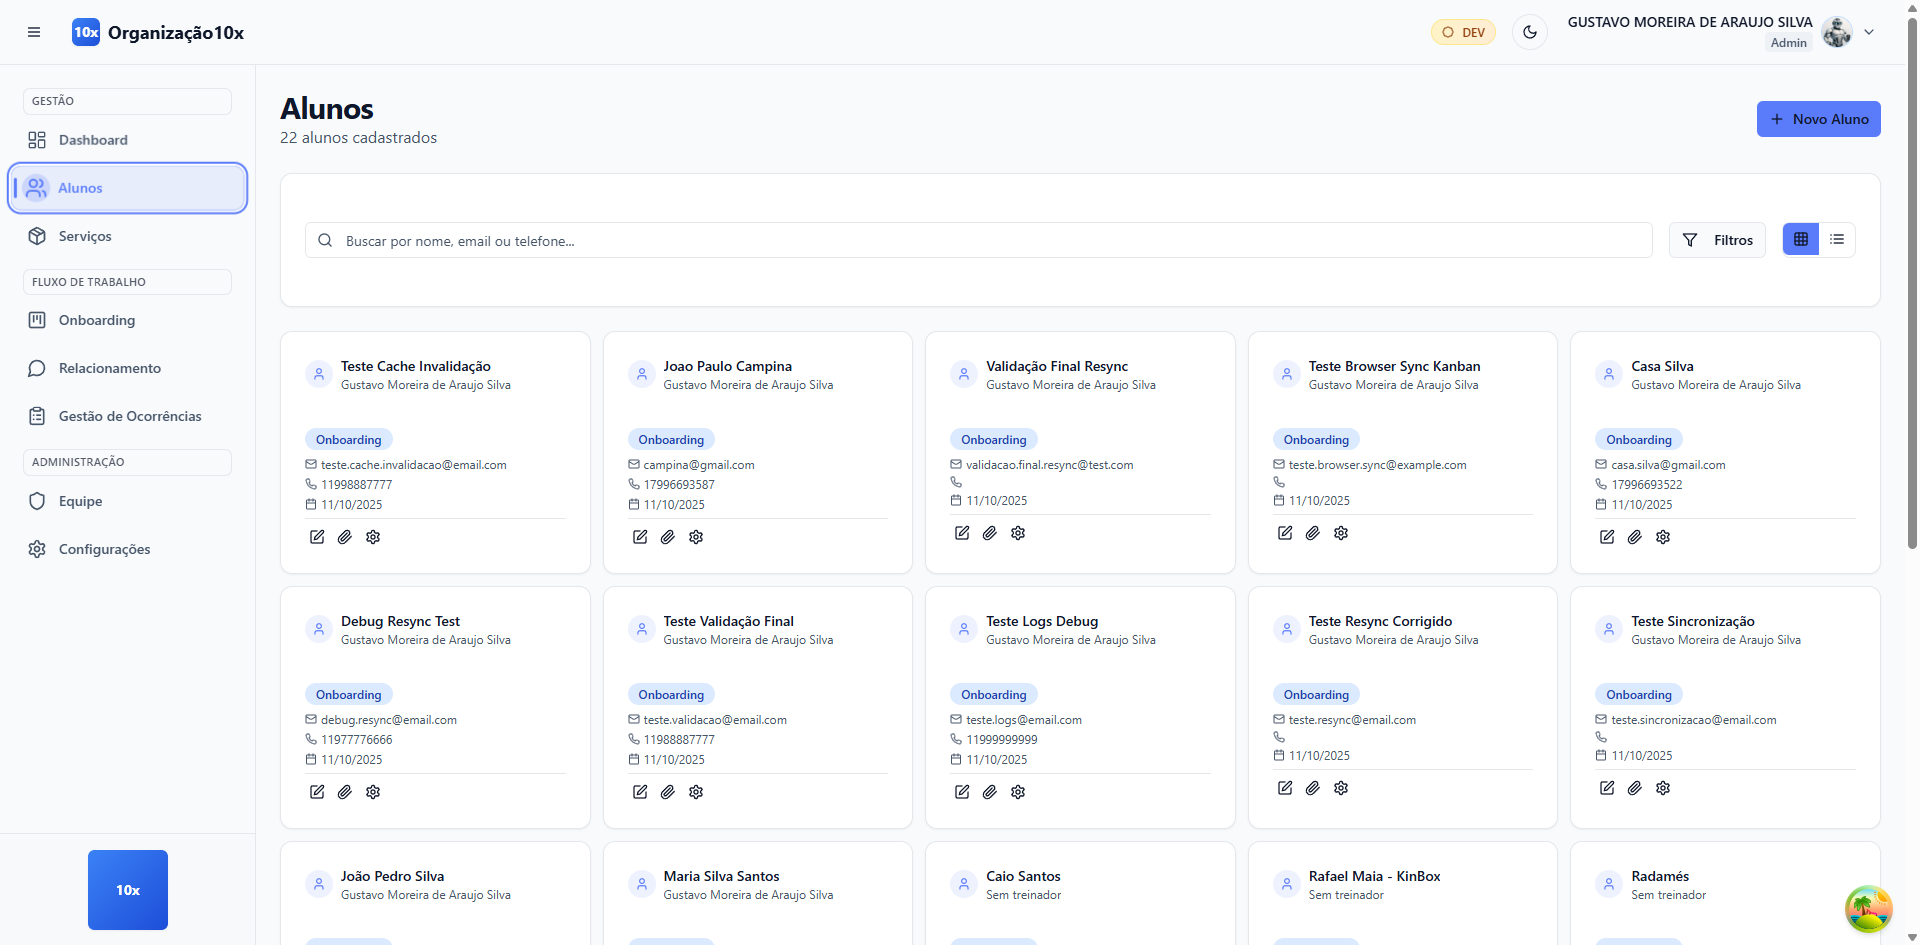 10x Organização10x
DEV
GUSTAVO MOREIRA DE ARAUJO SILVA
Admin
GESTÃO
Dashboard
Alunos
Serviços
FLUXO DE TRABALHO
Onboarding
Relacionamento
Gestão de Ocorrências
ADMINISTRAÇÃO
Equipe
Configurações
10x
Alunos
22 alunos cadastrados
+ Novo Aluno
Buscar por nome, email ou telefone...
Filtros
Teste Cache Invalidação
Gustavo Moreira de Araujo Silva
Onboarding
teste.cache.invalidacao@email.com
11998887777
11/10/2025
Joao Paulo Campina
Gustavo Moreira de Araujo Silva
Onboarding
campina@gmail.com
17996693587
11/10/2025
Validação Final Resync
Gustavo Moreira de Araujo Silva
Onboarding
validacao.final.resync@test.com
11/10/2025
Teste Browser Sync Kanban
Gustavo Moreira de Araujo Silva
Onboarding
teste.browser.sync@example.com
11/10/2025
Casa Silva
Gustavo Moreira de Araujo Silva
Onboarding
casa.silva@gmail.com
17996693522
11/10/2025
Debug Resync Test
Gustavo Moreira de Araujo Silva
Onboarding
debug.resync@email.com
11977776666
11/10/2025
Teste Validação Final
Gustavo Moreira de Araujo Silva
Onboarding
teste.validacao@email.com
11988887777
11/10/2025
Teste Logs Debug
Gustavo Moreira de Araujo Silva
Onboarding
teste.logs@email.com
11999999999
11/10/2025
Teste Resync Corrigido
Gustavo Moreira de Araujo Silva
Onboarding
teste.resync@email.com
11/10/2025
Teste Sincronização
Gustavo Moreira de Araujo Silva
Onboarding
teste.sincronizacao@email.com
11/10/2025
João Pedro Silva
Gustavo Moreira de Araujo Silva
Maria Silva Santos
Gustavo Moreira de Araujo Silva
Caio Santos
Sem treinador
Rafael Maia - KinBox
Sem treinador
Radamés
Sem treinador